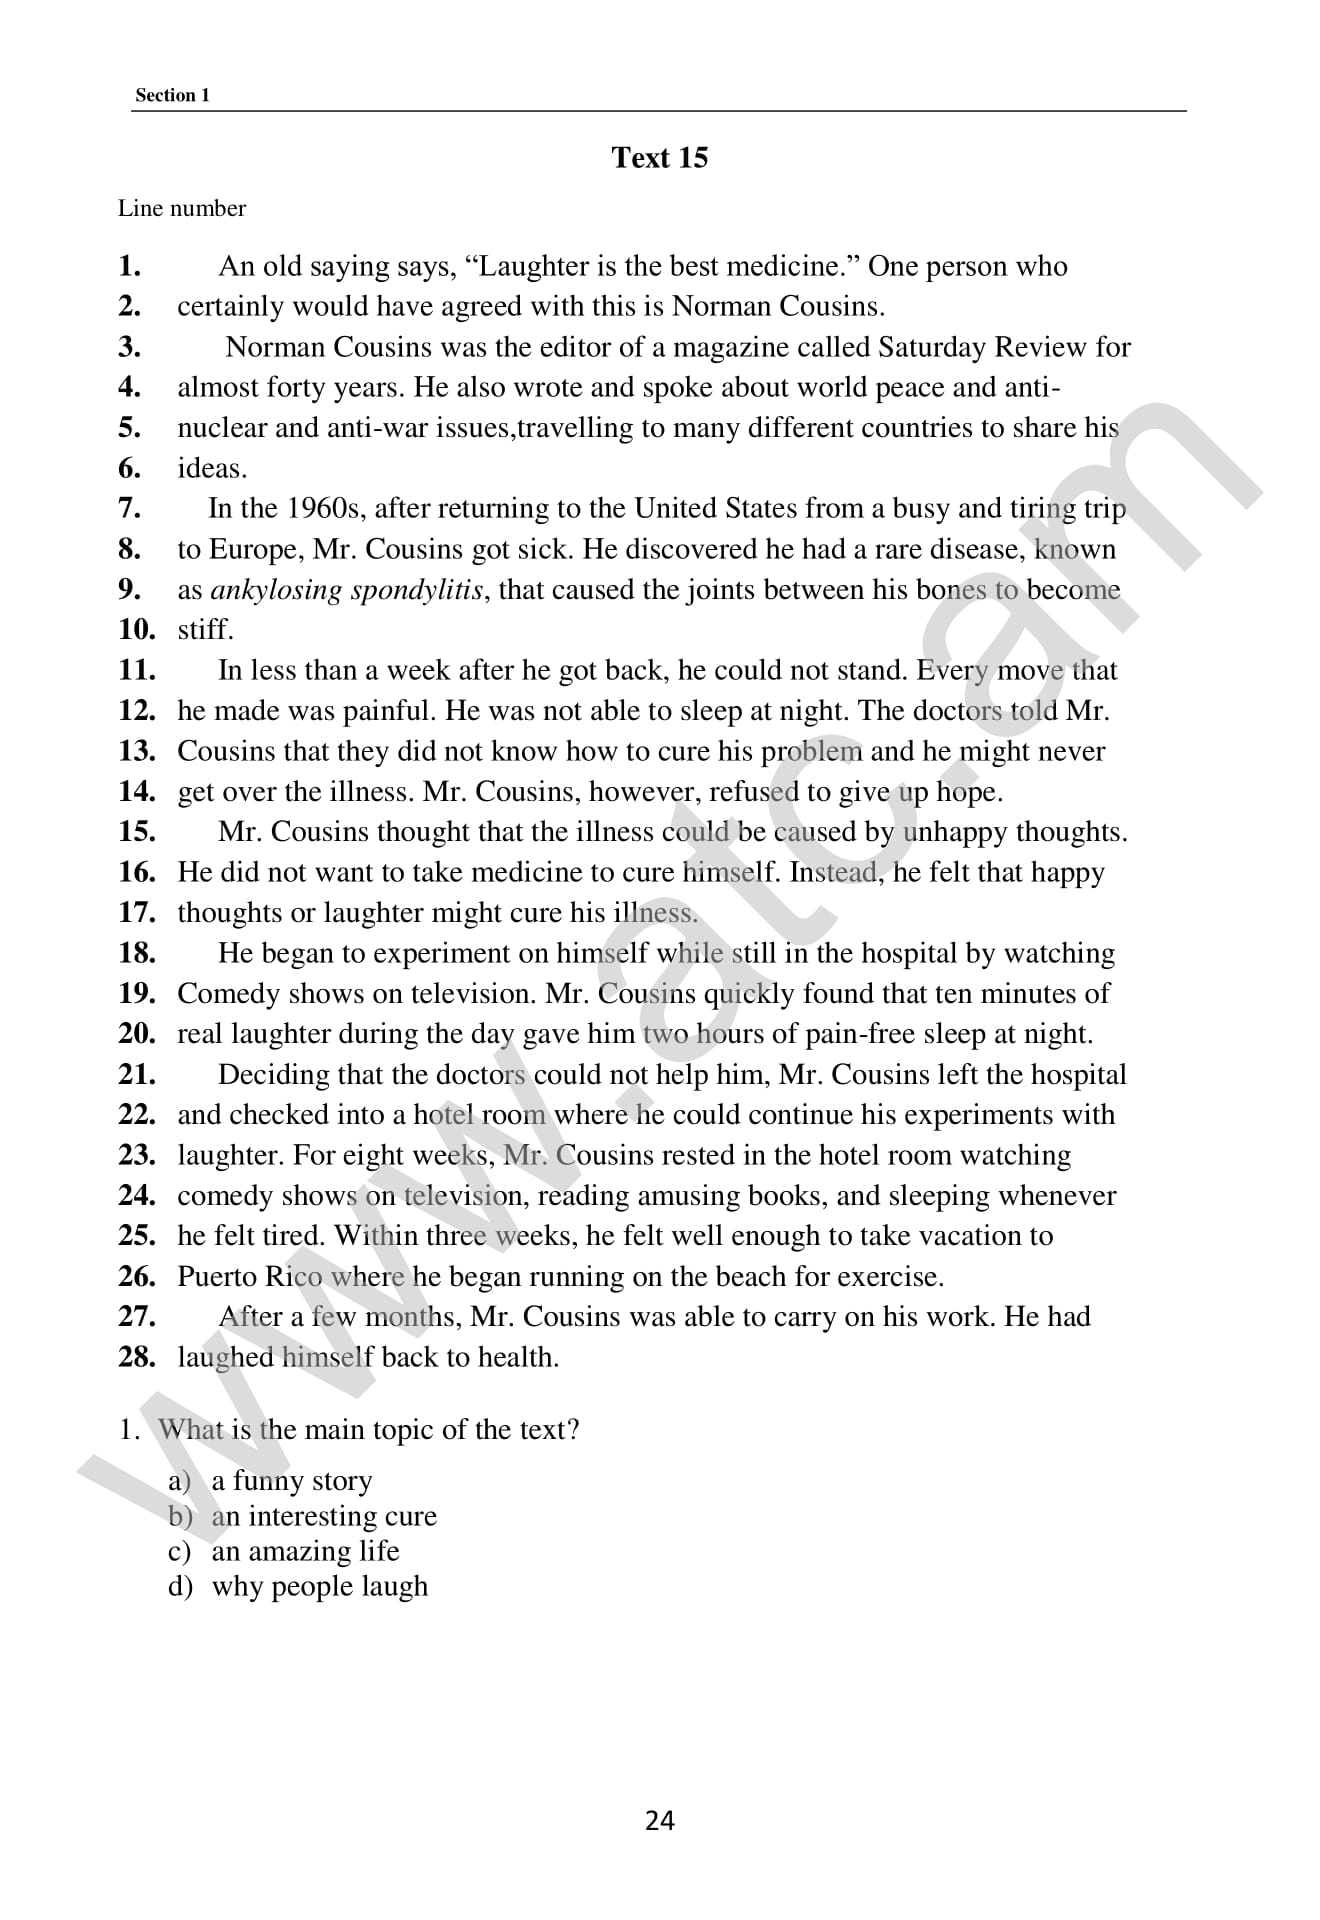 Section 1
Text 15
Line number
1. An old saying says, “Laughter is the best medicine.” One person who
2. certainly would have agreed with this is Norman Cousins.
3. Norman Cousins was the editor of a magazine called Saturday Review for
4. almost forty years. He also wrote and spoke about world peace and anti-
5. nuclear and anti-war issues,travelling to many different countries to share his
6. ideas.
7. In the 1960s, after returning to the United States from a busy and tiring trip
8. to Europe, Mr. Cousins got sick. He discovered he had a rare disease, known
9. as ankylosing spondylitis, that caused the joints between his bones to become
10. stiff.
11. In less than a week after he got back, he could not stand. Every move that
12. he made was painful. He was not able to sleep at night. The doctors told Mr.
13. Cousins that they did not know how to cure his problem and he might never
14. get over the illness. Mr. Cousins, however, refused to give up hope.
15. Mr. Cousins thought that the illness could be caused by unhappy thoughts.
16. He did not want to take medicine to cure himself. Instead, he felt that happy
17. thoughts or laughter might cure his illness.
18. He began to experiment on himself while still in the hospital by watching
19. Comedy shows on television. Mr. Cousins quickly found that ten minutes of
20. real laughter during the day gave him two hours of pain-free sleep at night.
21. Deciding that the doctors could not help him, Mr. Cousins left the hospital
22. and checked into a hotel room where he could continue his experiments with
23. laughter. For eight weeks, Mr. Cousins rested in the hotel room watching
24. comedy shows on television, reading amusing books, and sleeping whenever
25. he felt tired. Within three weeks, he felt well enough to take vacation to
26. Puerto Rico where he began running on the beach for exercise.
27. After a few months, Mr. Cousins was able to carry on his work. He had
28. laughed himself back to health.
1. What is the main topic of the text?
a) a funny story
b) an interesting cure
c) an amazing life
d) why people laugh
24
www.atc.am